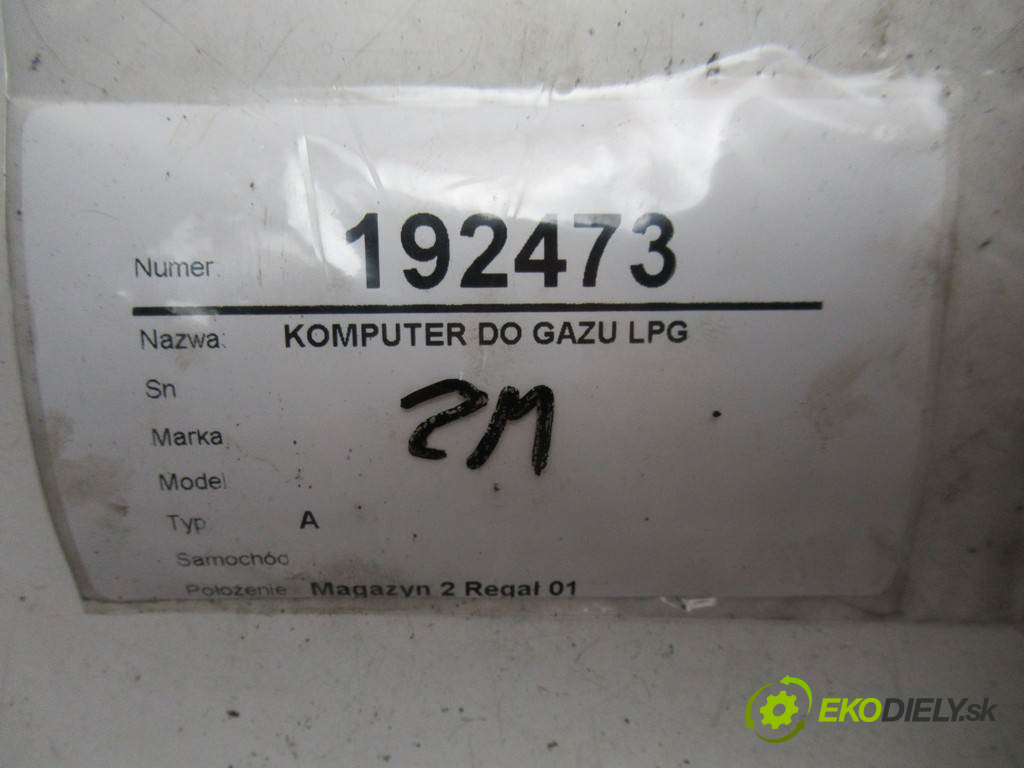 Numer: 192473
Nazwa: KOMPUTER DO GAZU LPG
Sn
2M
Marka
Model
Typ A
Samochód
Położenie Magazyn 2 Regał 01
EKODIELY.sk